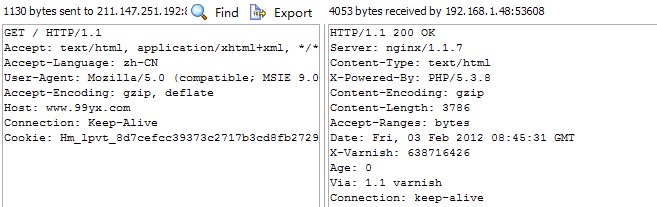 1130 bytes sent to 211.147.251.192:8 Find Export
GET / HTTP/1.1
Accept: text/html, application/xhtml+xml, */*
Accept-Language: zh-CN
User-Agent: Mozilla/5.0 (compatible; MSIE 9.0
Accept-Encoding: gzip, deflate
Host: www.99yx.com
Connection: Keep-Alive
Cookie: Hm_lpvt_8d7cefcc39373c2717b3cd8fb2729
4053 bytes received by 192.168.1.48:53608
HTTP/1.1 200 OK
Server: nginx/1.1.7
Content-Type: text/html
X-Powered-By: PHP/5.3.8
Content-Encoding: gzip
Content-Length: 3786
Accept-Ranges: bytes
Date: Fri, 03 Feb 2012 08:45:31 GMT
X-Varnish: 638716426
Age: 0
Via: 1.1 varnish
Connection: keep-alive